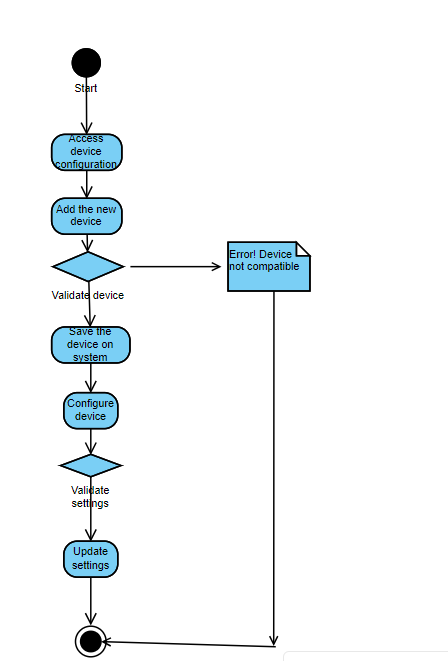 Start
Access
device
configuration
Add the new
device
Error! Device
not compatible
Validate device
Save the
device on
system
Configure
device
Validate
settings
Update
settings